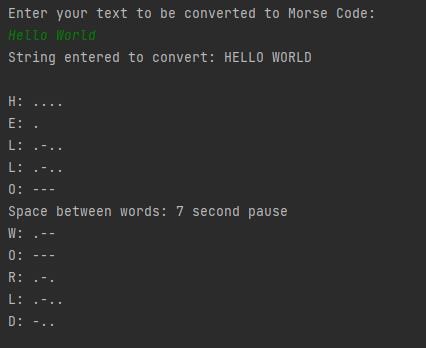 Enter your text to be converted to Morse Code:
Hello World
String entered to convert: HELLO WORLD
H: ....
E: .
L: .-..
L: .-..
O: ---
Space between words: 7 second pause
W: .--
O: ---
R: .-.
L: .-..
D: -..